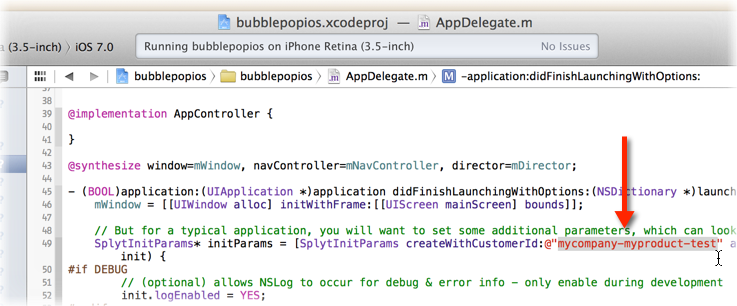 bubblepopios.xcodeproj — AppDelegate.m
(3.5-inch) › iOS 7.0
Running bubblepopios on iPhone Retina (3.5-inch) No Issues
bubblepopios › bubblepopios › AppDelegate.m › M -application:didFinishLaunchingWithOptions:
38
39 @implementation AppController {
40
41 }
42
43 @synthesize window=mWindow, navController=mNavController, director=mDirector;
44
45 - (BOOL)application:(UIApplication *)application didFinishLaunchingWithOptions:(NSDictionary *)launch
46 mWindow = [[UIWindow alloc] initWithFrame:[[UIScreen mainScreen] bounds]];
47
48 // But for a typical application, you will want to set some additional parameters, which can look
49 SplytInitParams* initParams = [SplytInitParams createWithCustomerId:@"mycompany-myproduct-test" a
init) {
50 #if DEBUG
51 // (optional) allows NSLog to occur for debug & error info - only enable during development
52 init.logEnabled = YES;